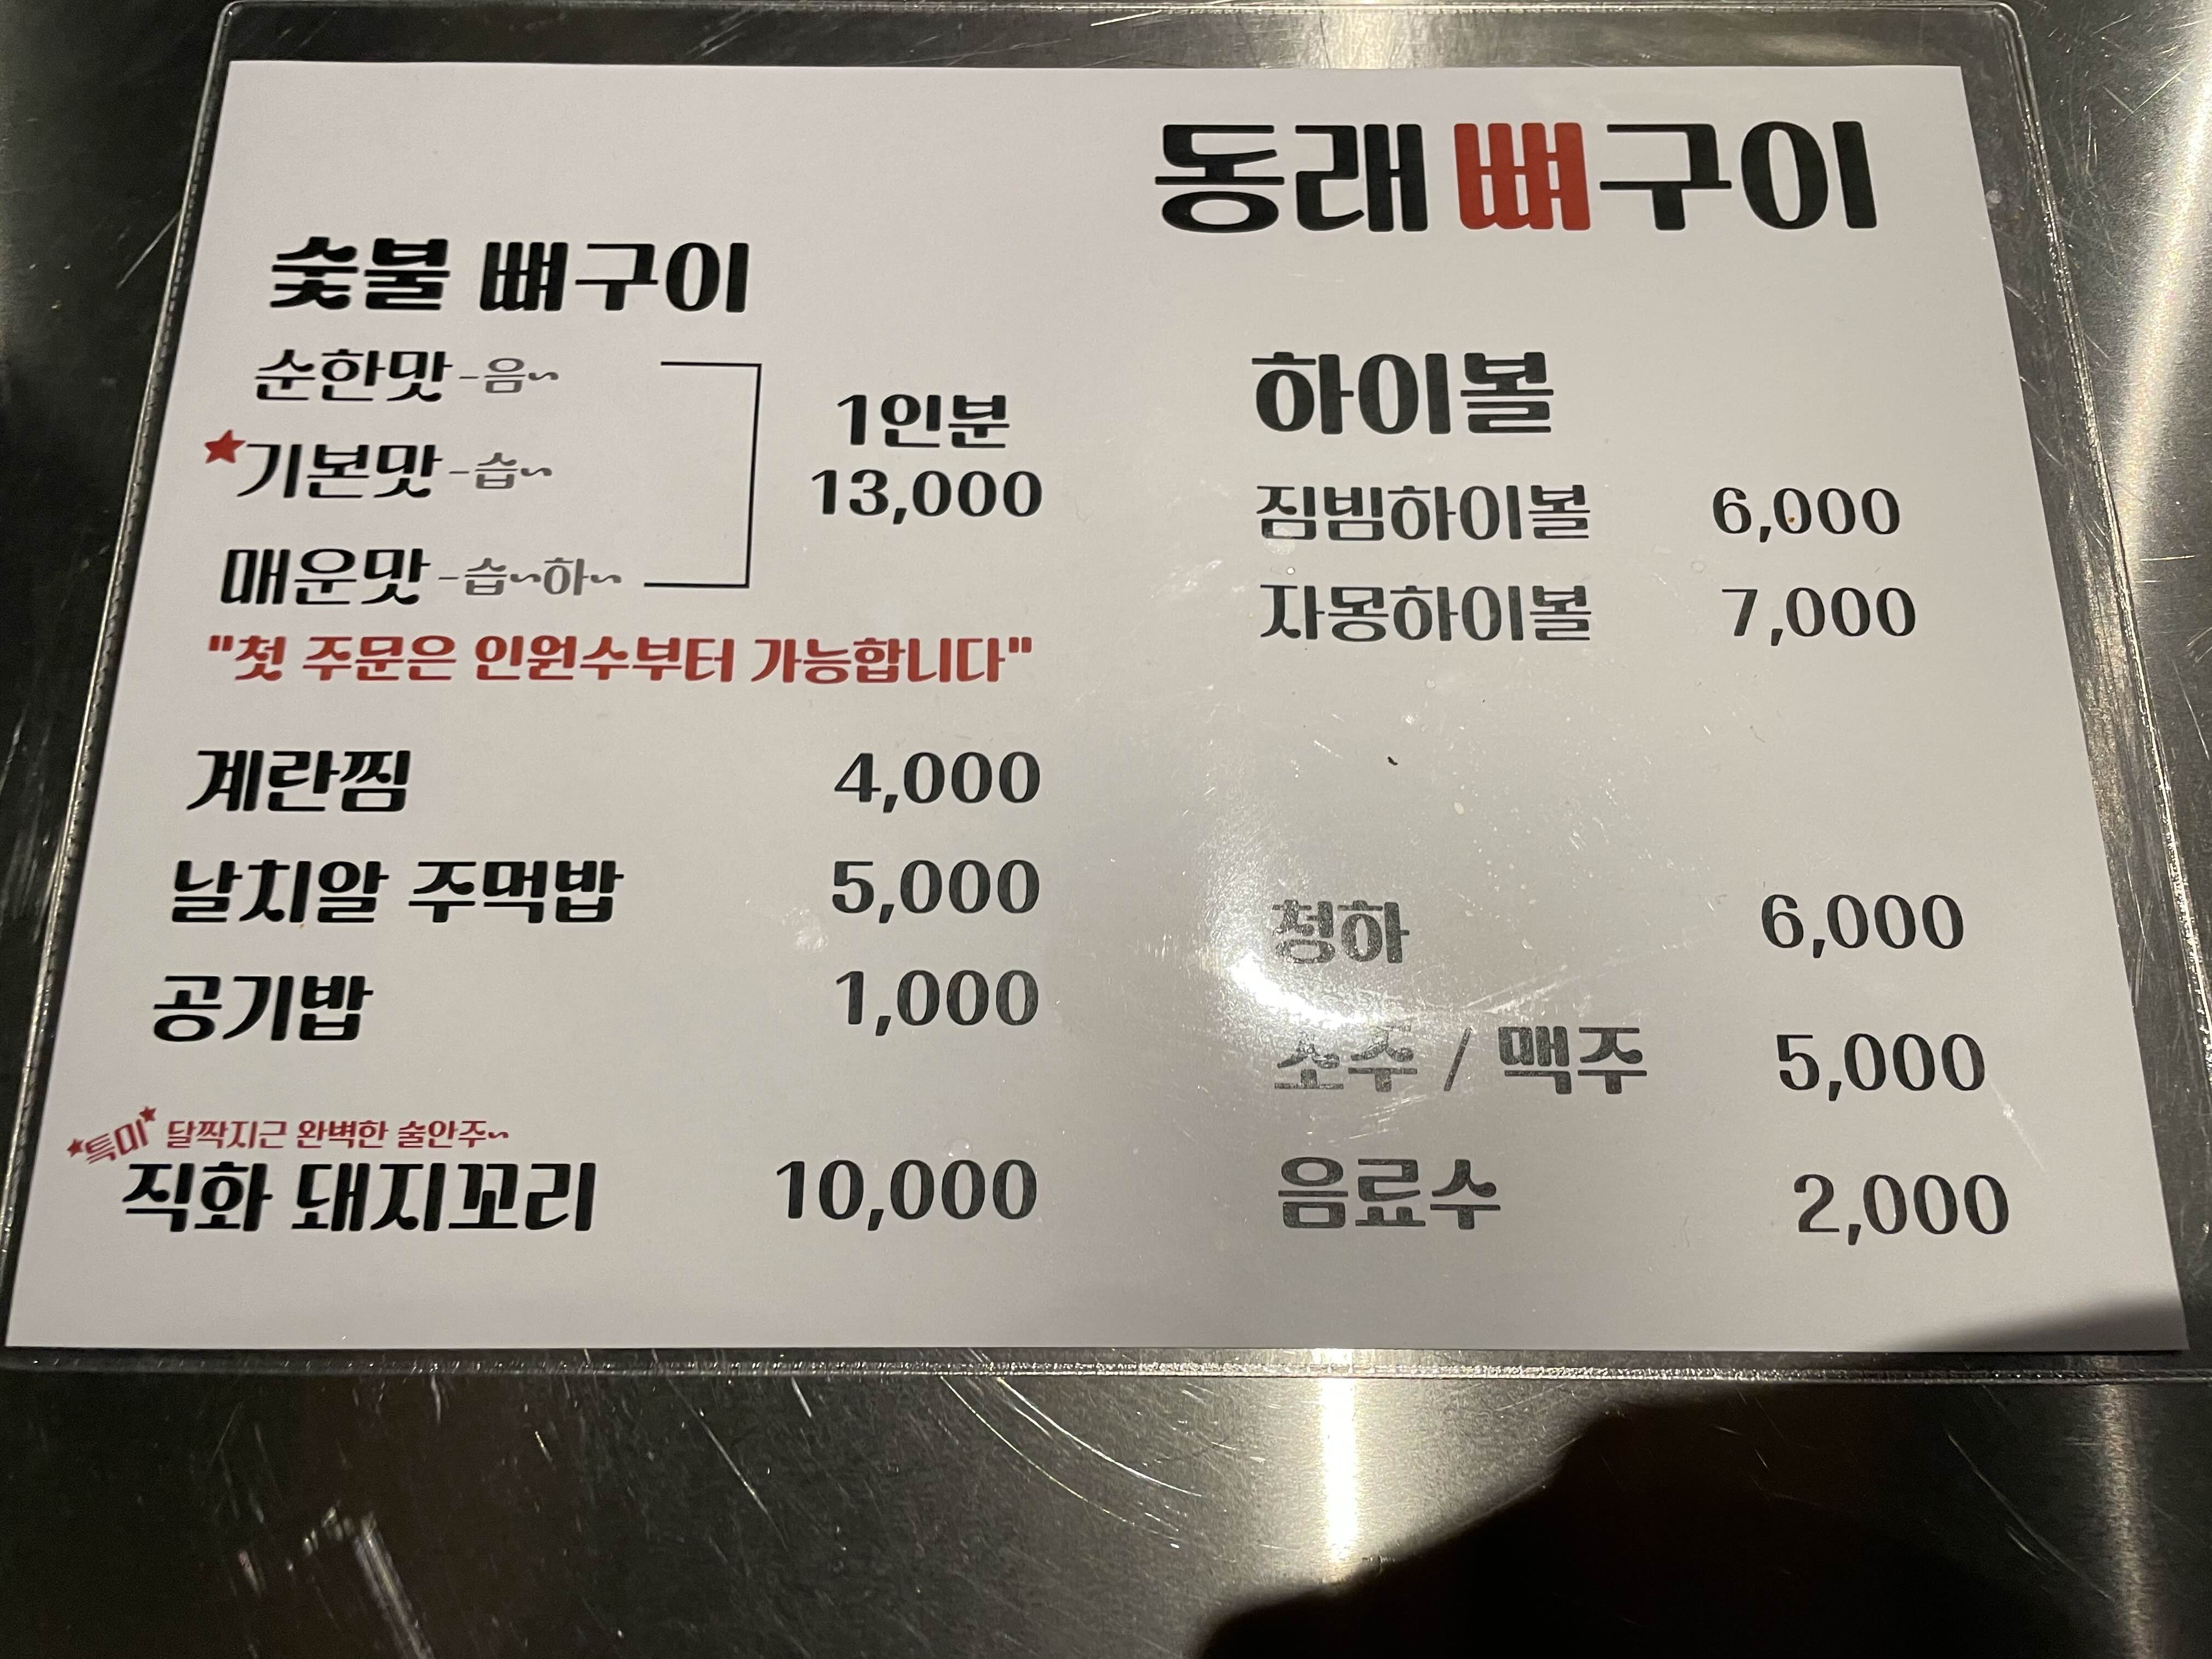 동래 뼈구이
숯불 뼈구이
순한맛 -음~
★기본맛 -습~
매운맛 -습~하~
1인분
13,000
"첫 주문은 인원수부터 가능합니다"
계란찜 4,000
날치알 주먹밥 5,000
공기밥 1,000
★특미★ 달짝지근 완벽한 술안주~
직화 돼지꼬리 10,000
하이볼
짐빔하이볼 6,000
자몽하이볼 7,000
청하 6,000
소주 / 맥주 5,000
음료수 2,000